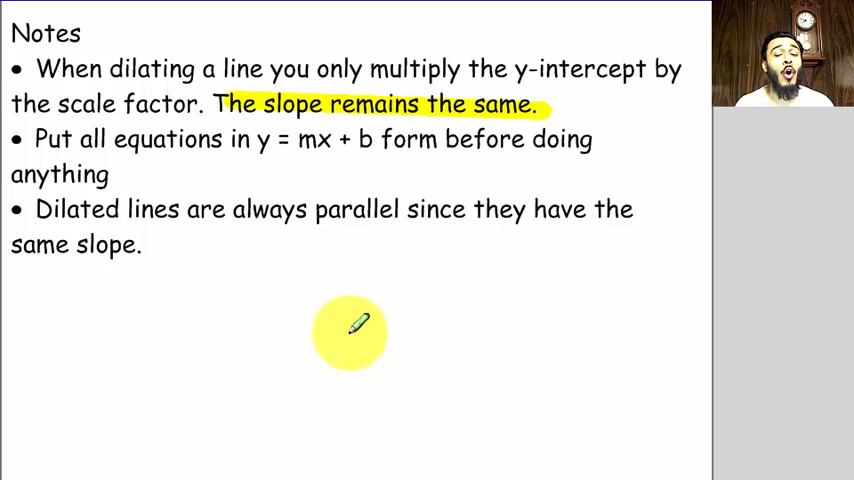 Notes
• When dilating a line you only multiply the y-intercept by
the scale factor. The slope remains the same.
• Put all equations in y = mx + b form before doing
anything
• Dilated lines are always parallel since they have the
same slope.